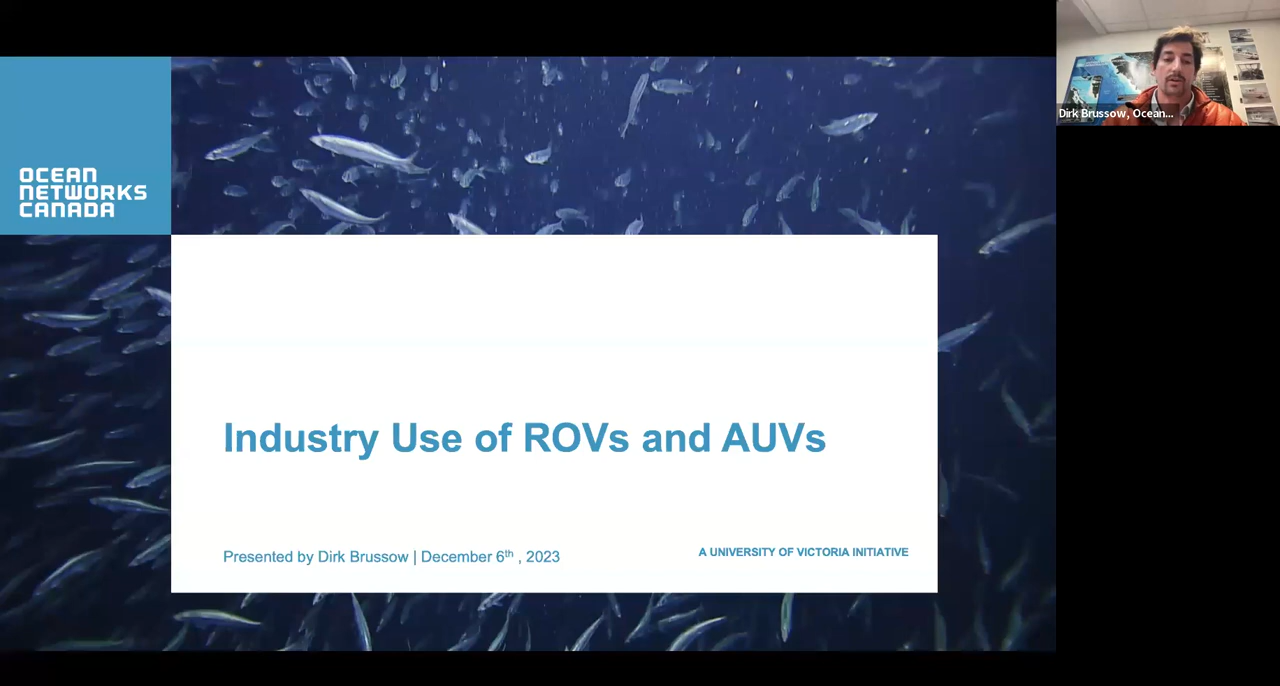 OCEAN
NETWORKS
CANADA
Dirk Brussow, Ocean...
Industry Use of ROVs and AUVs
Presented by Dirk Brussow | December 6th , 2023
A UNIVERSITY OF VICTORIA INITIATIVE